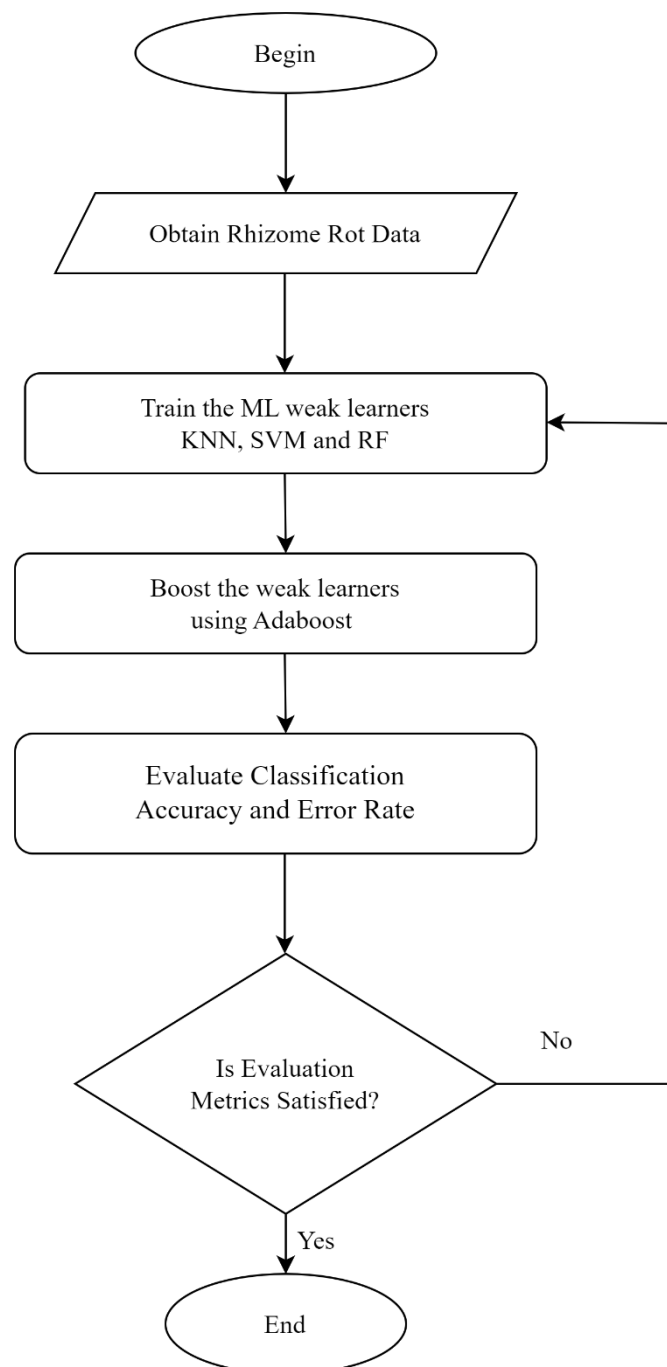 Begin
Obtain Rhizome Rot Data
Train the ML weak learners
KNN, SVM and RF
Boost the weak learners
using Adaboost
Evaluate Classification
Accuracy and Error Rate
Is Evaluation
Metrics Satisfied?
No
Yes
End